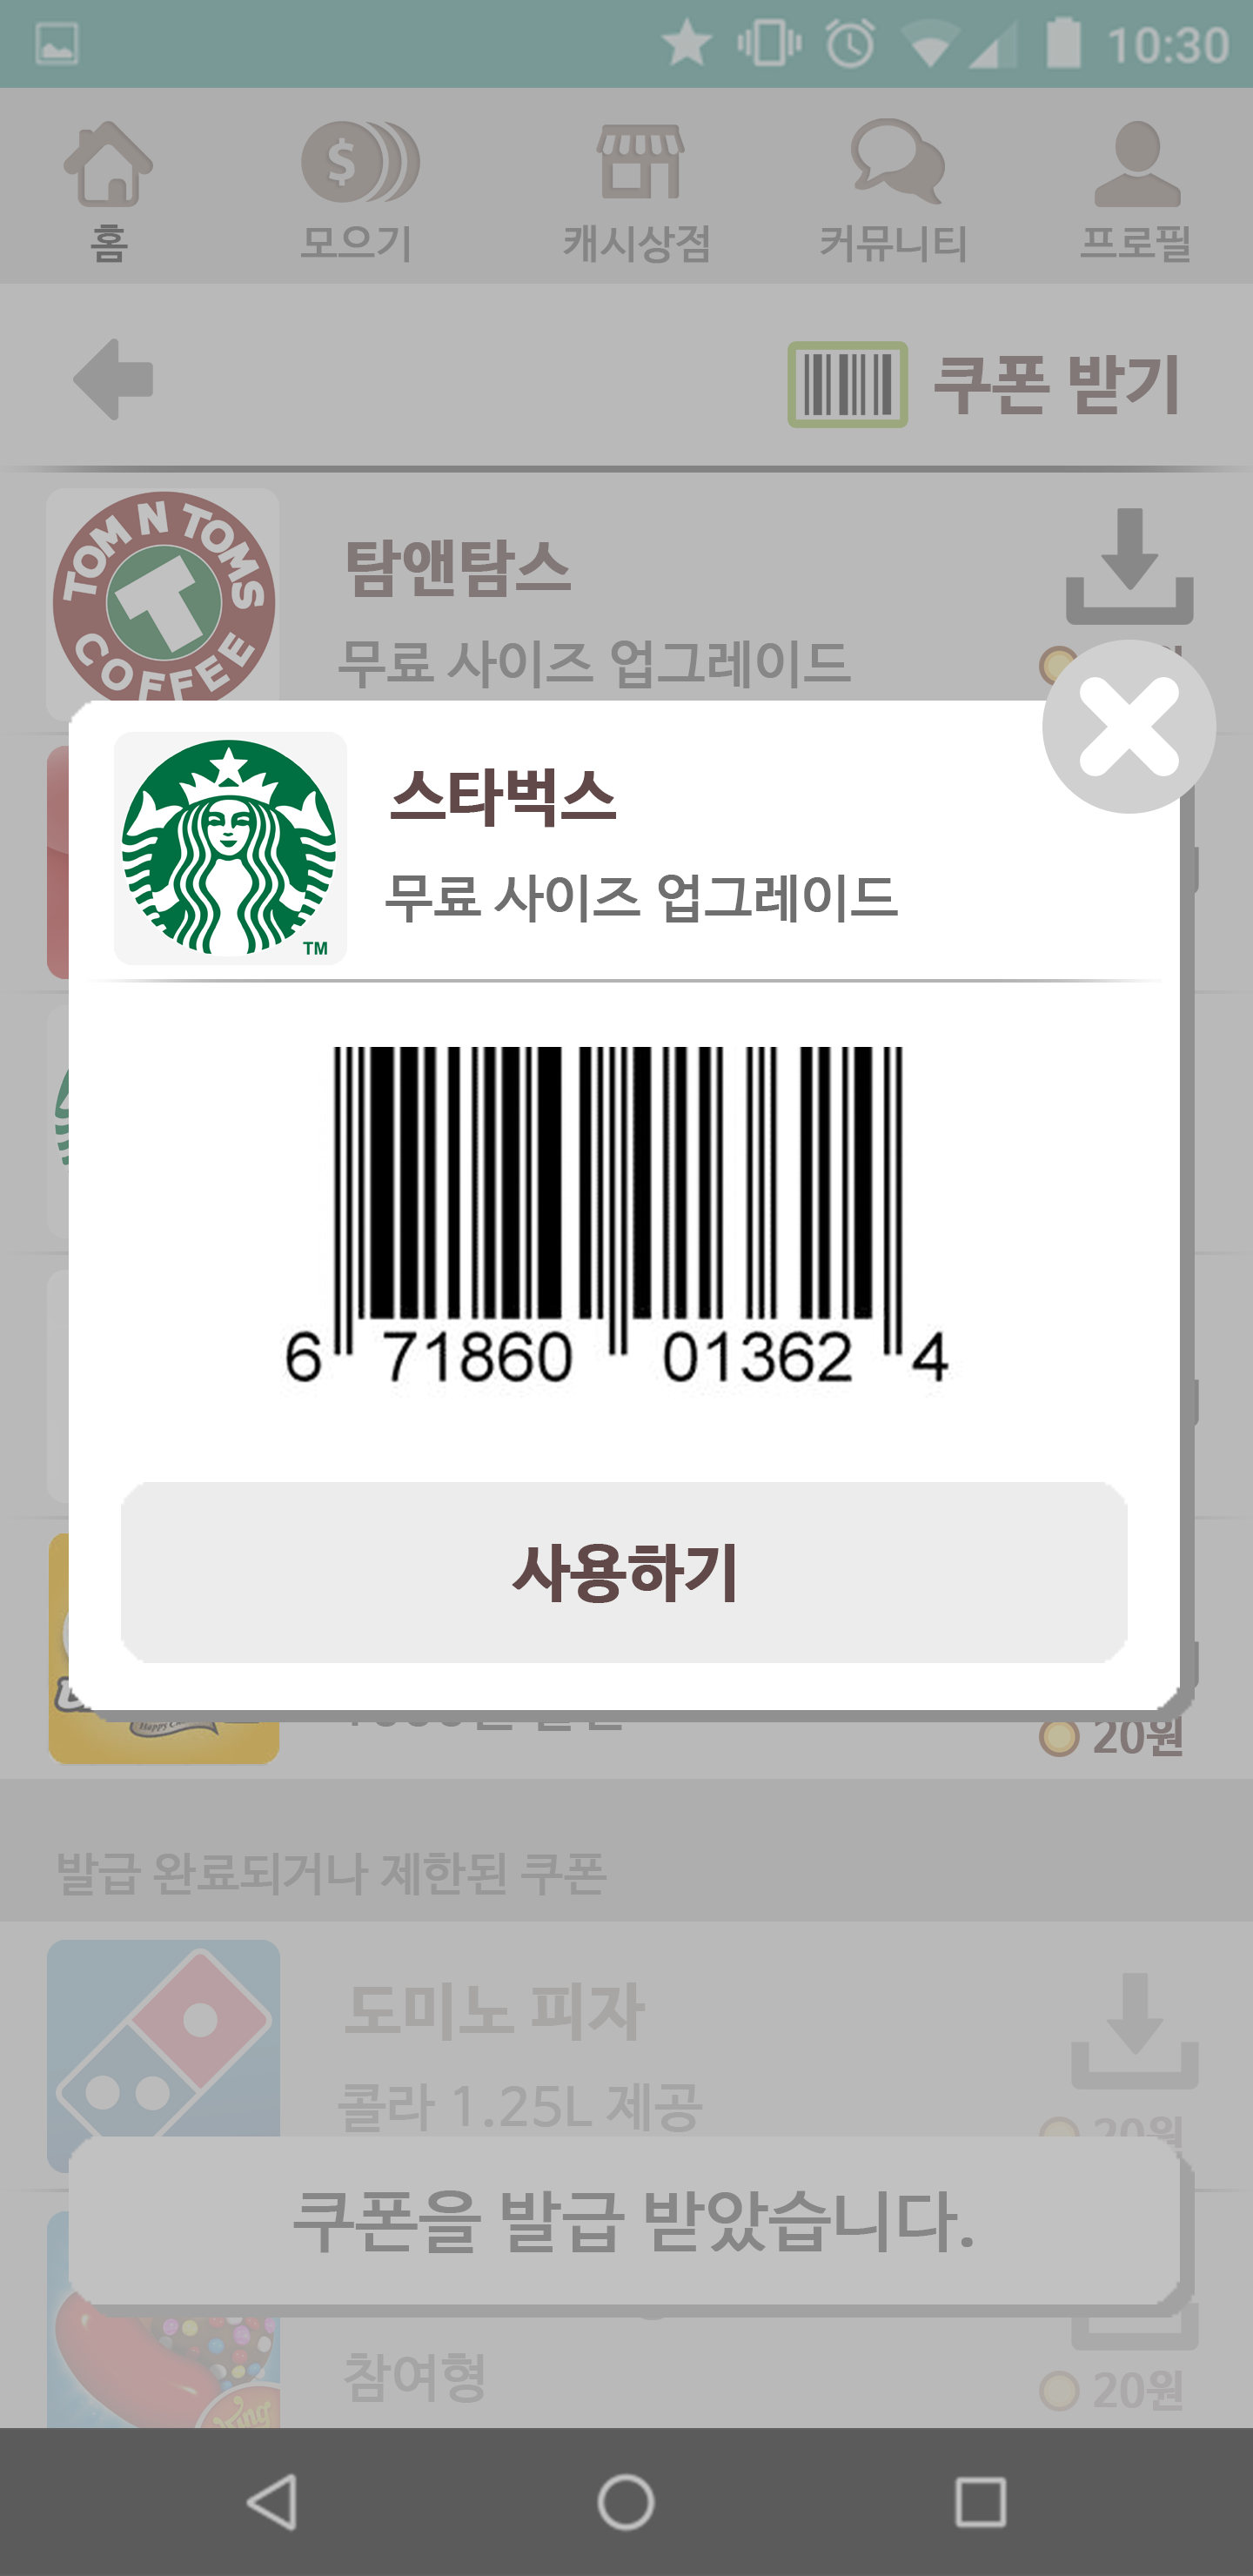 10:30
홈 모으기 캐시상점 커뮤니티 프로필
쿠폰 받기
TOM N TOMS
COFFEE
탐앤탐스
무료 사이즈 업그레이드
스타벅스
무료 사이즈 업그레이드
TM
6 71860 01362 4
사용하기
Happy
20원
발급 완료되거나 제한된 쿠폰
도미노 피자
콜라 1.25L 제공
20원
쿠폰을 발급 받았습니다.
참여형
20원
King